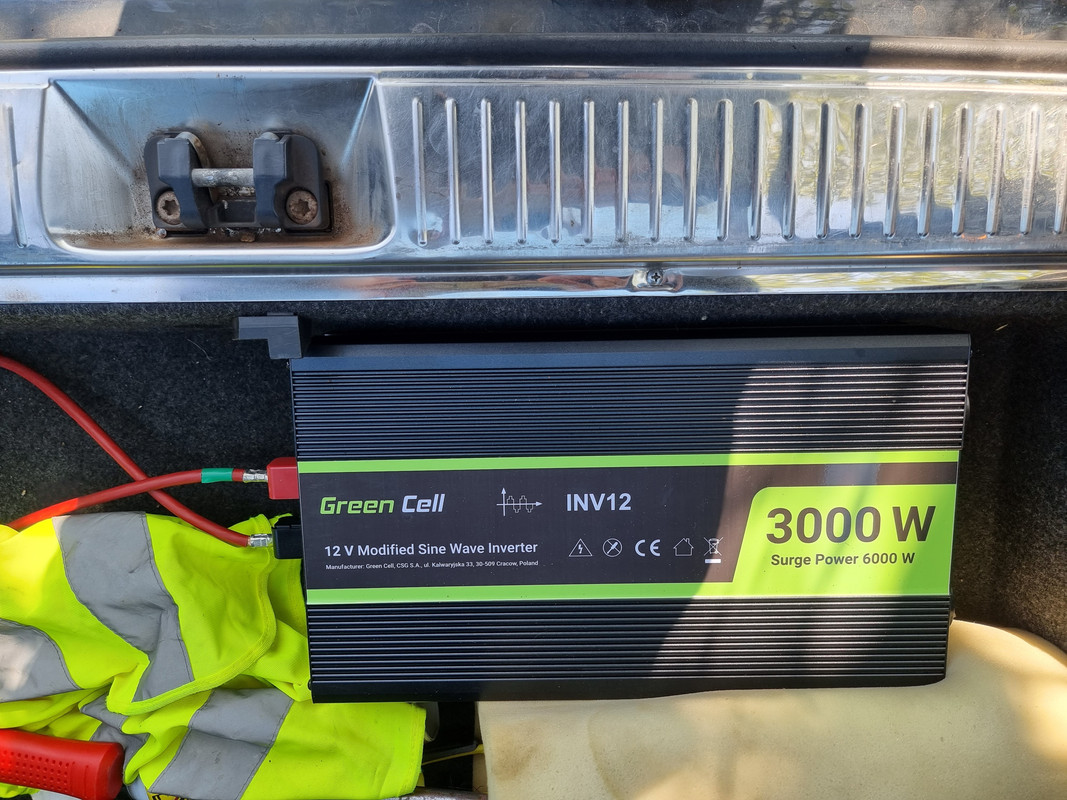 Green Cell
INV12
12 V Modified Sine Wave Inverter
Manufacturer: Green Cell, CSG S.A., ul. Kalwaryjska 33, 30-509 Cracow, Poland
CE
3000 W
Surge Power 6000 W